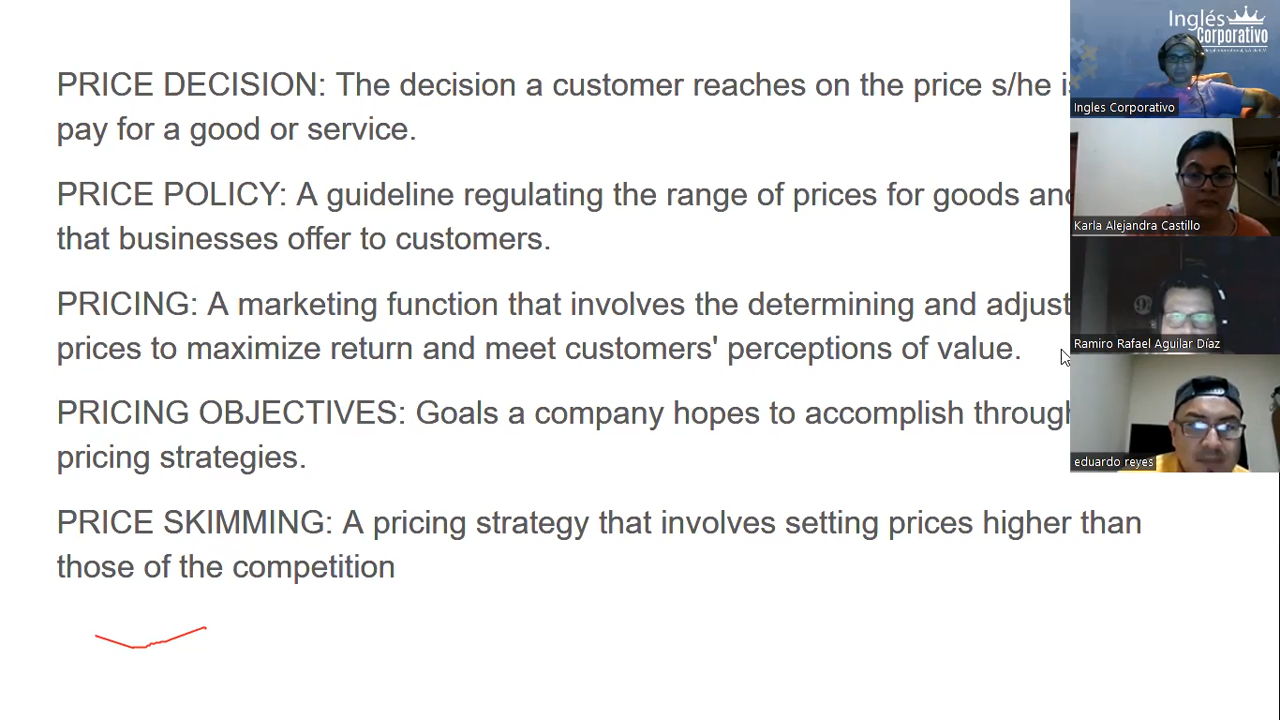 PRICE DECISION: The decision a customer reaches on the price s/he
pay for a good or service.
PRICE POLICY: A guideline regulating the range of prices for goods
that businesses offer to customers.
PRICING: A marketing function that involves the determining and
prices to maximize return and meet customers' perceptions of value.
PRICING OBJECTIVES: Goals a company hopes to accomplish
pricing strategies.
PRICE SKIMMING: A pricing strategy that involves setting prices higher than
those of the competition
Inglés
Corporativo
Ingles Corporativo
Karla Alejandra Castillo
Ramiro Rafael Aguilar Díaz
eduardo reyes